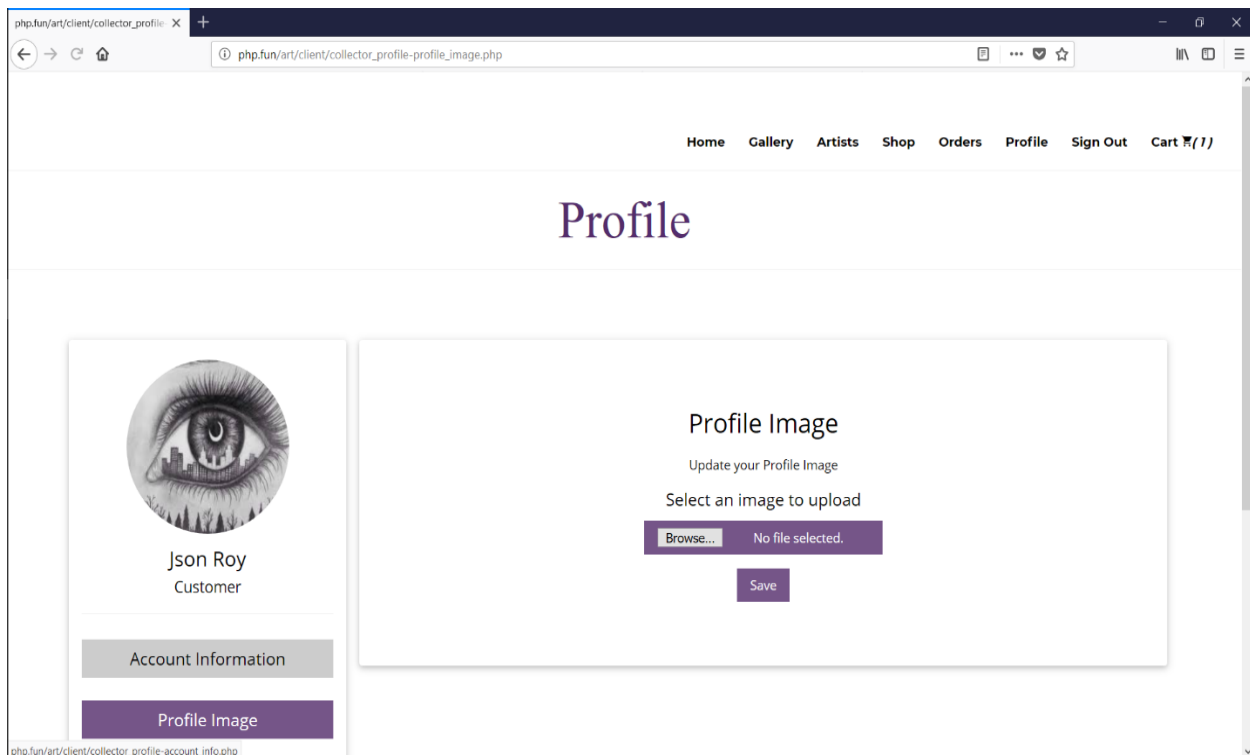 php.fun/art/client/collector_profile-
php.fun/art/client/collector_profile-profile_image.php
Home Gallery Artists Shop Orders Profile Sign Out Cart (1)
Profile
Profile Image
Update your Profile Image
Select an image to upload
Browse... No file selected.
Save
Json Roy
Customer
Account Information
Profile Image
php.fun/art/client/collector_profile-account_info.php